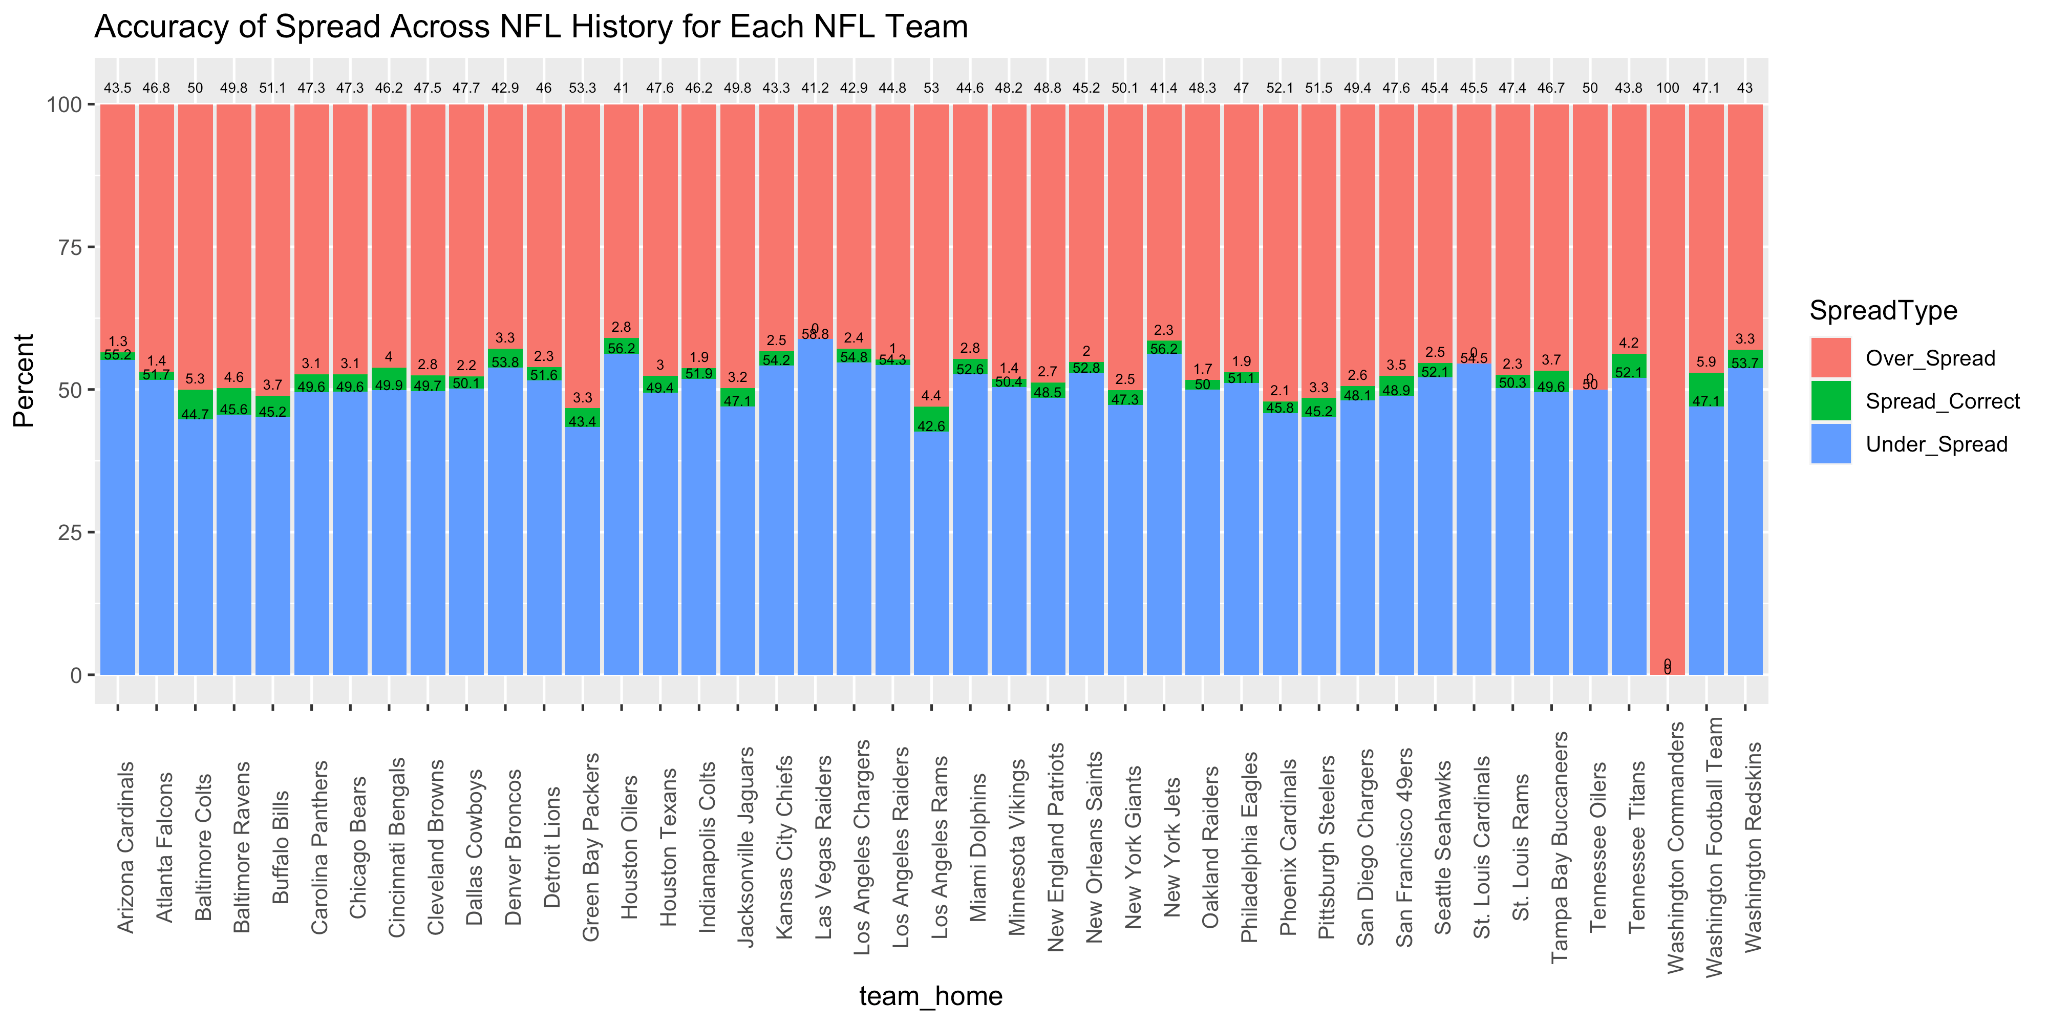 Accuracy of Spread Across NFL History for Each NFL Team
43.5 46.8 50 49.8 51.1 47.3 47.3 46.2 47.5 47.7 42.9 46 53.3 41 47.6 46.2 49.8 43.3 41.2 42.9 44.8 53 44.6 48.2 48.8 45.2 50.1 41.4 48.3 47 52.1 51.5 49.4 47.6 45.4 45.5 47.4 46.7 50 43.8 100 47.1 43
1.3 1.4 5.3 4.6 3.7 3.1 3.1 4 2.8 2.2 3.3 2.3 3.3 2.8 3 1.9 3.2 2.5 0 2.4 1 4.4 2.8 1.4 2.7 2 2.5 2.3 1.7 1.9 2.1 3.3 2.6 3.5 2.5 0 2.3 3.7 0 4.2 0 5.9 3.3
55.2 51.7 44.7 45.6 45.2 49.6 49.6 49.9 49.7 50.1 53.8 51.6 43.4 56.2 49.4 51.9 47.1 54.2 58.8 54.8 54.3 42.6 52.6 50.4 48.5 52.8 47.3 56.2 50 51.1 45.8 45.2 48.1 48.9 52.1 54.5 50.3 49.6 50 52.1 0 47.1 53.7
100
75
50
25
0
Percent
Arizona Cardinals
Atlanta Falcons
Baltimore Colts
Baltimore Ravens
Buffalo Bills
Carolina Panthers
Chicago Bears
Cincinnati Bengals
Cleveland Browns
Dallas Cowboys
Denver Broncos
Detroit Lions
Green Bay Packers
Houston Oilers
Houston Texans
Indianapolis Colts
Jacksonville Jaguars
Kansas City Chiefs
Las Vegas Raiders
Los Angeles Chargers
Los Angeles Raiders
Los Angeles Rams
Miami Dolphins
Minnesota Vikings
New England Patriots
New Orleans Saints
New York Giants
New York Jets
Oakland Raiders
Philadelphia Eagles
Phoenix Cardinals
Pittsburgh Steelers
San Diego Chargers
San Francisco 49ers
Seattle Seahawks
St. Louis Cardinals
St. Louis Rams
Tampa Bay Buccaneers
Tennessee Oilers
Tennessee Titans
Washington Commanders
Washington Football Team
Washington Redskins
team_home
SpreadType
Over_Spread
Spread_Correct
Under_Spread